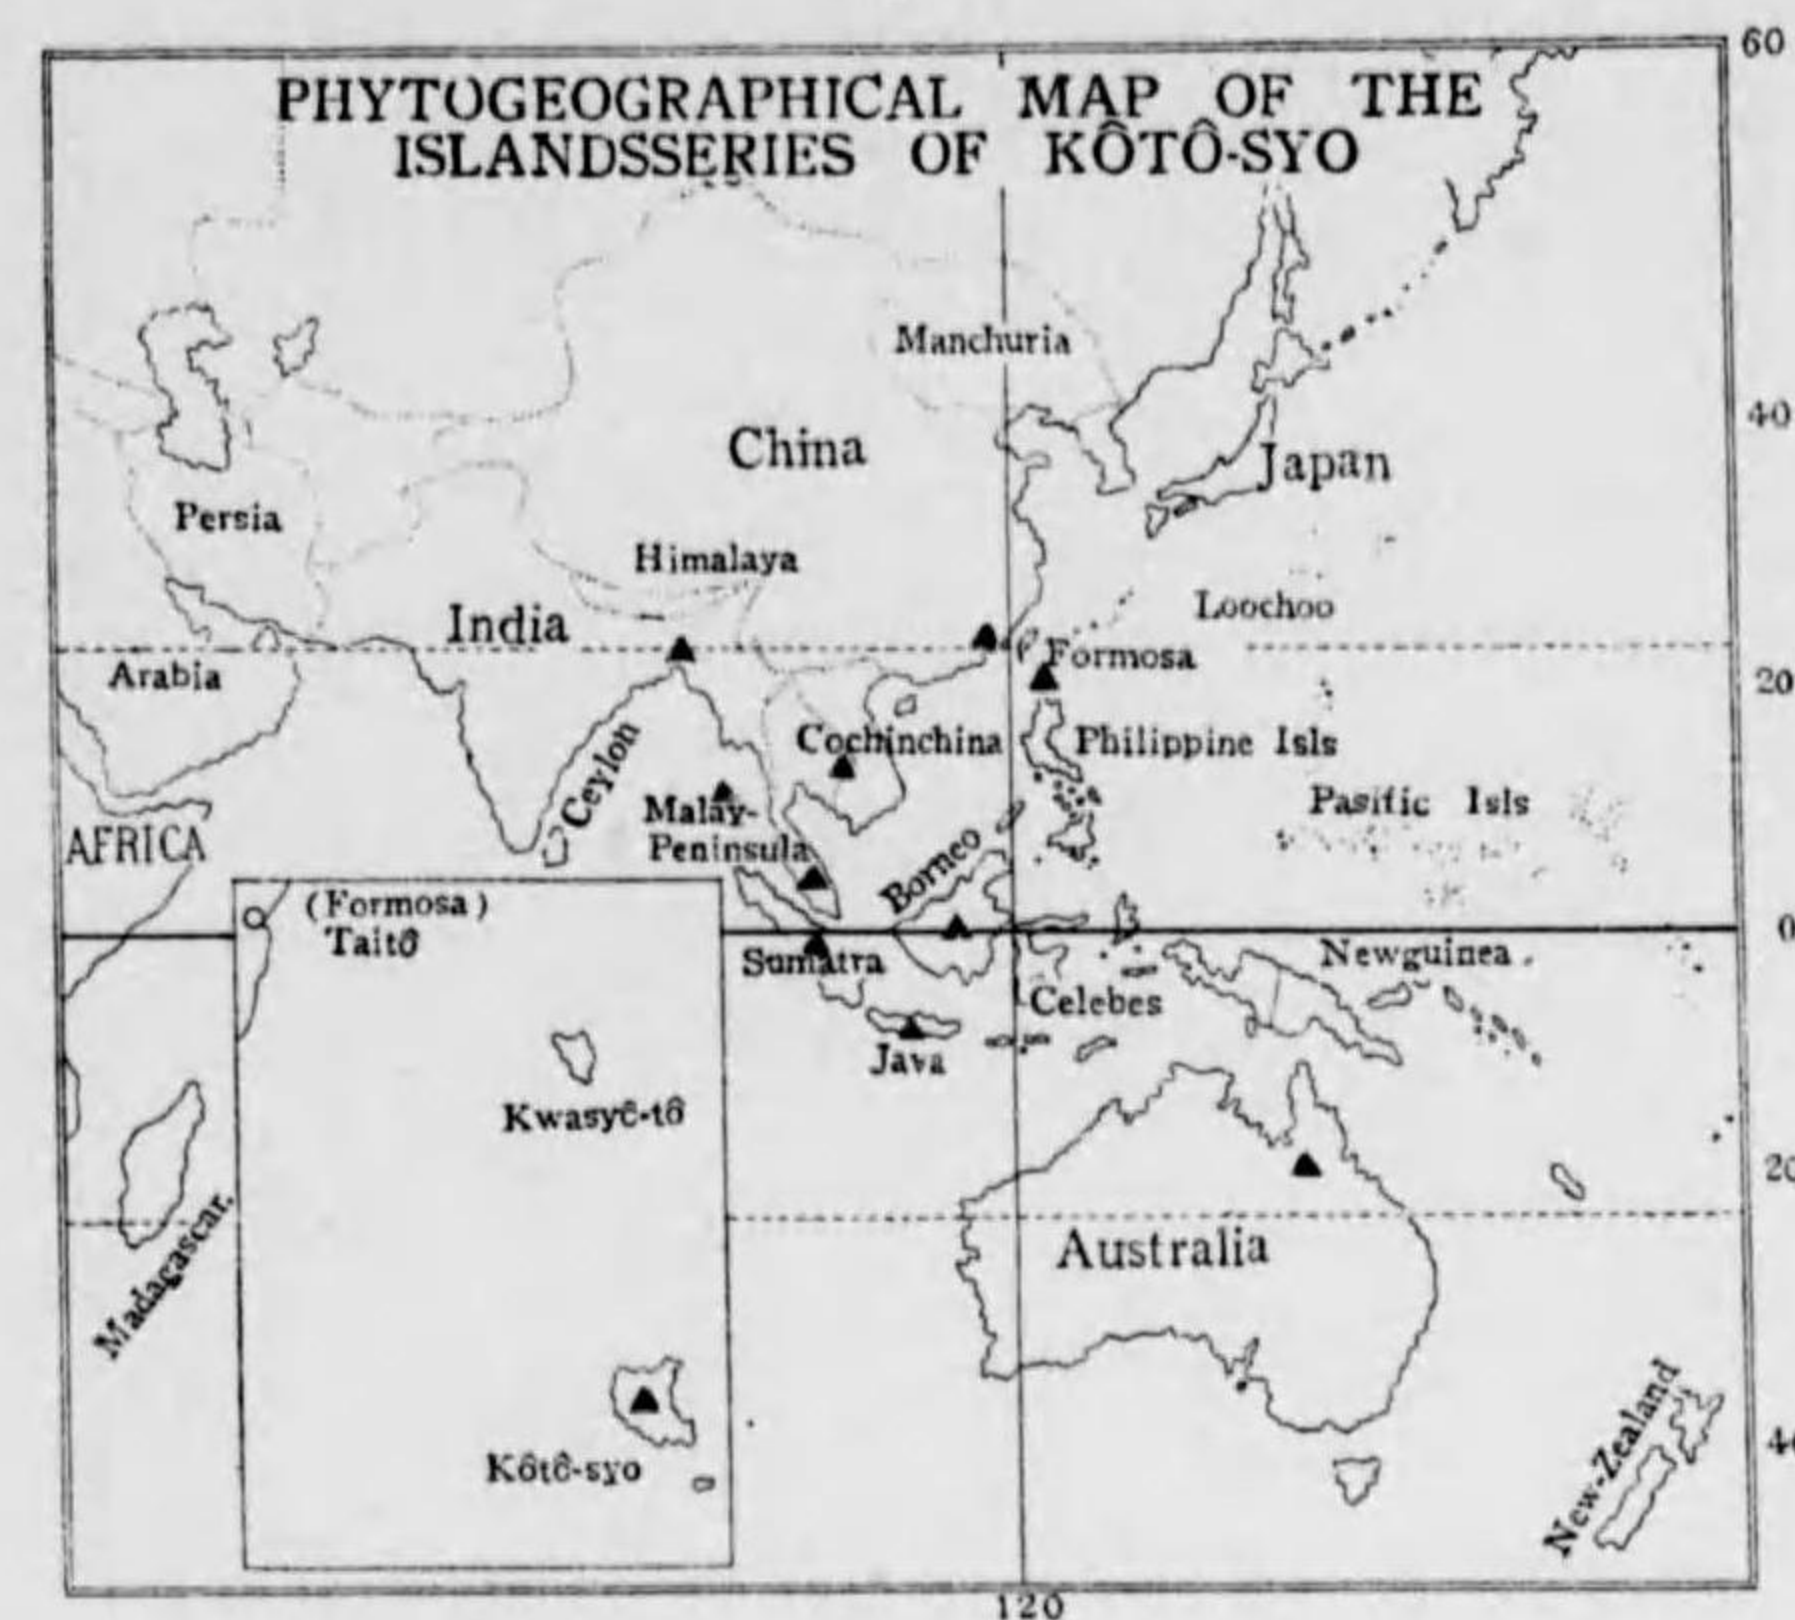 PHYTOGEOGRAPHICAL MAP OF THE
ISLANDSSERIES OF KÔTÔ-SYO
60
Manchuria
40
China
Japan
Persia
Himalaya
Loochoo
India
Formosa
Arabia
20
Cochinchina
Philippine Isls
Ceylon
Malay-
Peninsula
Pasific Isls
AFRICA
Borneo
(Formosa)
Taitô
0
Sumatra
Newguinea
Celebes
Java
Kwasyô-tô
20
Madagascar.
Australia
Kôtô-syo
New-Zealand
120